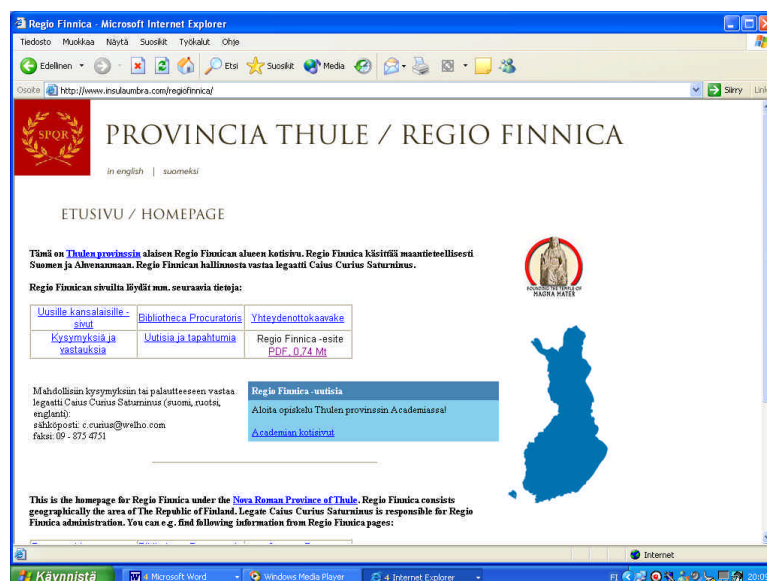 Regio Finnica - Microsoft Internet Explorer
Tiedosto Muokkaa Näytä Suosikit Työkalut Ohje
Edellinen Etsi Suosikit Media
Osoite http://www.insulaumbra.com/regiofinnica/ Siirry
SPQR
PROVINCIA THULE / REGIO FINNICA
in english | suomeksi
ETUSIVU / HOMEPAGE
Tämä on Thulen provinssin alaisen Regio Finnican alueen kotisivu. Regio Finnica käsittää maantieteellisesti
Suomen ja Ahvenanmaan. Regio Finnican hallinnosta vastaa legaatti Caius Curius Saturninus.
FOUNDING THE TEMPLE OF
MAGNA MATER
Regio Finnican sivuilta löydät mm. seuraavia tietoja:
Uusille kansalaisille -
sivut
Bibliotheca Procuratoris
Yhteydenottokaavake
Kysymyksiä ja
vastauksia
Uutisia ja tapahtumia
Regio Finnica -esite
PDF, 0,74 Mt
Mahdollisiin kysymyksiin tai palautteeseen vastaa
legaatti Caius Curius Saturninus (suomi, ruotsi,
englanti):
sähköposti: c.curius@welho.com
faksi: 09 - 875 4751
Regio Finnica -uutisia
Aloita opiskelu Thulen provinssin Academiassa!
Academian kotisivut
This is the homepage for Regio Finnica under the Nova Roman Province of Thule. Regio Finnica consists
geographically the area of The Republic of Finland. Legate Caius Curius Saturninus is responsible for Regio
Finnica administration. You can e.g. find following information from Regio Finnica pages:
Internet
Käynnistä 4 Microsoft Word Windows Media Player 4 Internet Explorer FI